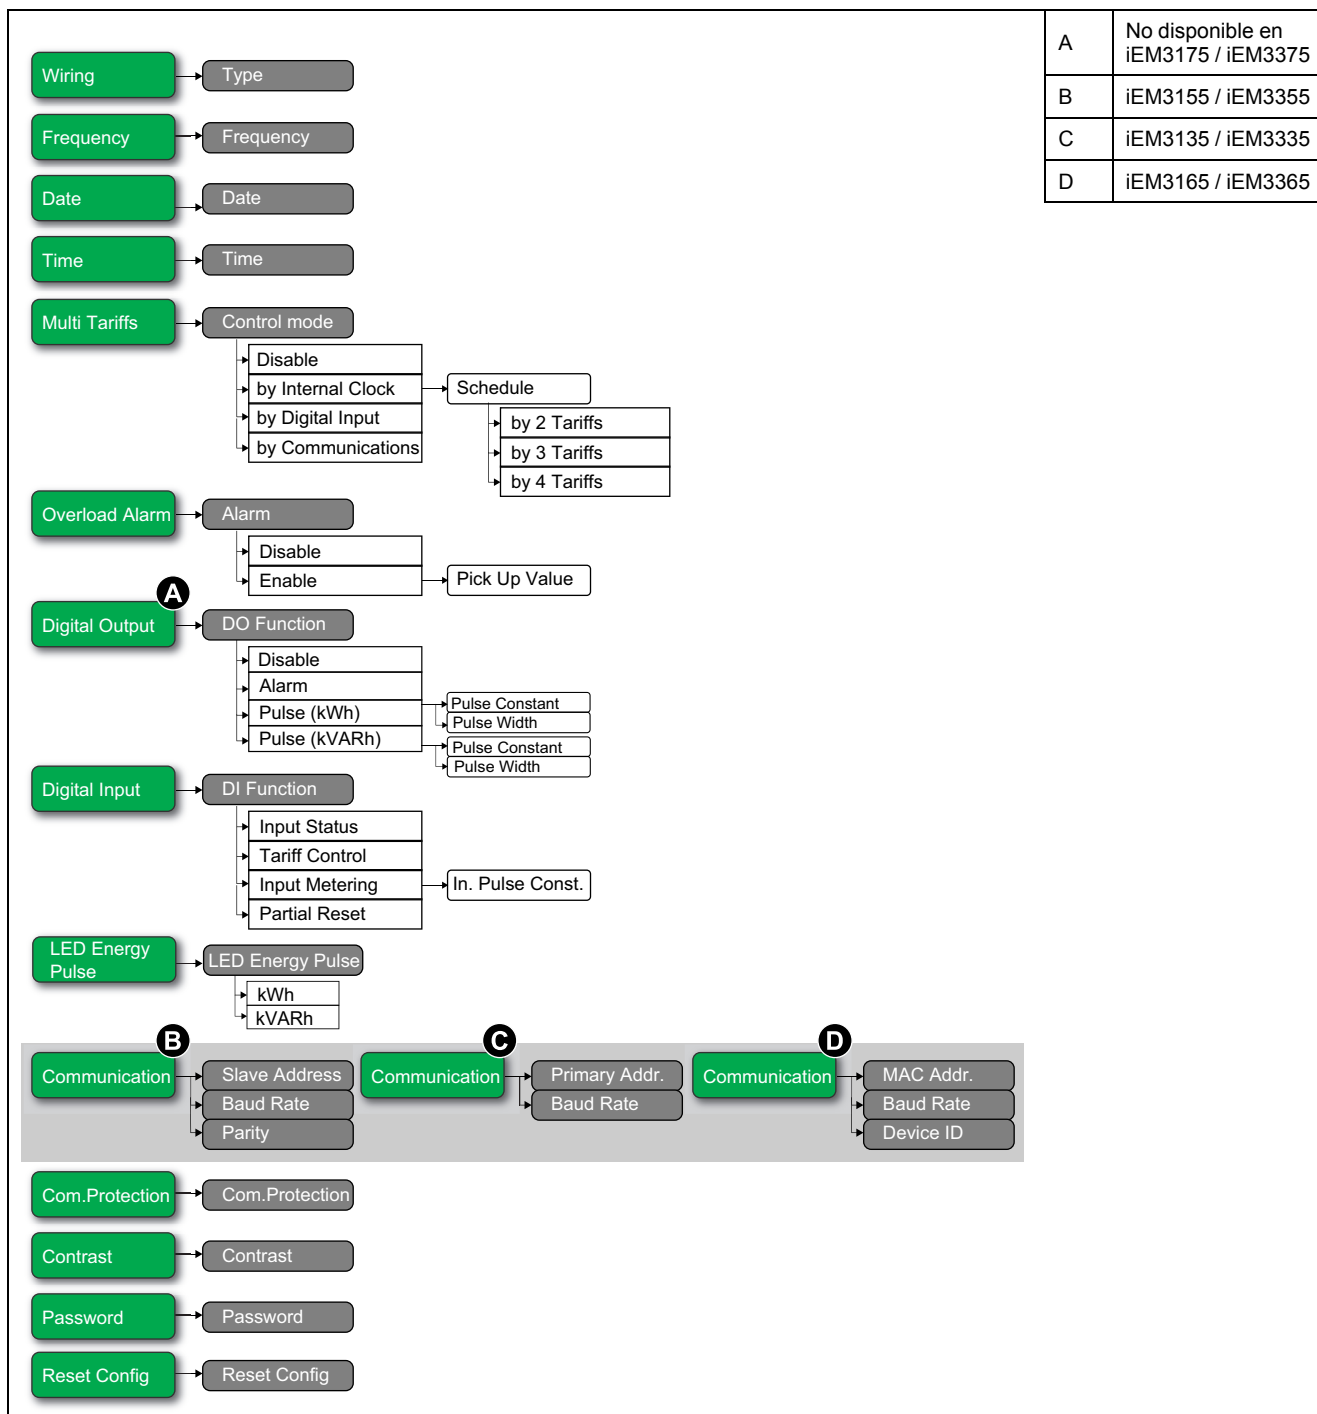 A
No disponible en
iEM3175 / iEM3375
B
iEM3155 / iEM3355
C
iEM3135 / iEM3335
D
iEM3165 / iEM3365
Wiring
Type
Frequency
Frequency
Date
Date
Time
Time
Multi Tariffs
Control mode
Disable
by Internal Clock
by Digital Input
by Communications
Schedule
by 2 Tariffs
by 3 Tariffs
by 4 Tariffs
Overload Alarm
Alarm
Disable
Enable
Pick Up Value
A
Digital Output
DO Function
Disable
Alarm
Pulse (kWh)
Pulse (kVARh)
Pulse Constant
Pulse Width
Pulse Constant
Pulse Width
Digital Input
DI Function
Input Status
Tariff Control
Input Metering
Partial Reset
In. Pulse Const.
LED Energy
Pulse
LED Energy Pulse
kWh
kVARh
B
Communication
Slave Address
Baud Rate
Parity
C
Communication
Primary Addr.
Baud Rate
D
Communication
MAC Addr.
Baud Rate
Device ID
Com.Protection
Com.Protection
Contrast
Contrast
Password
Password
Reset Config
Reset Config